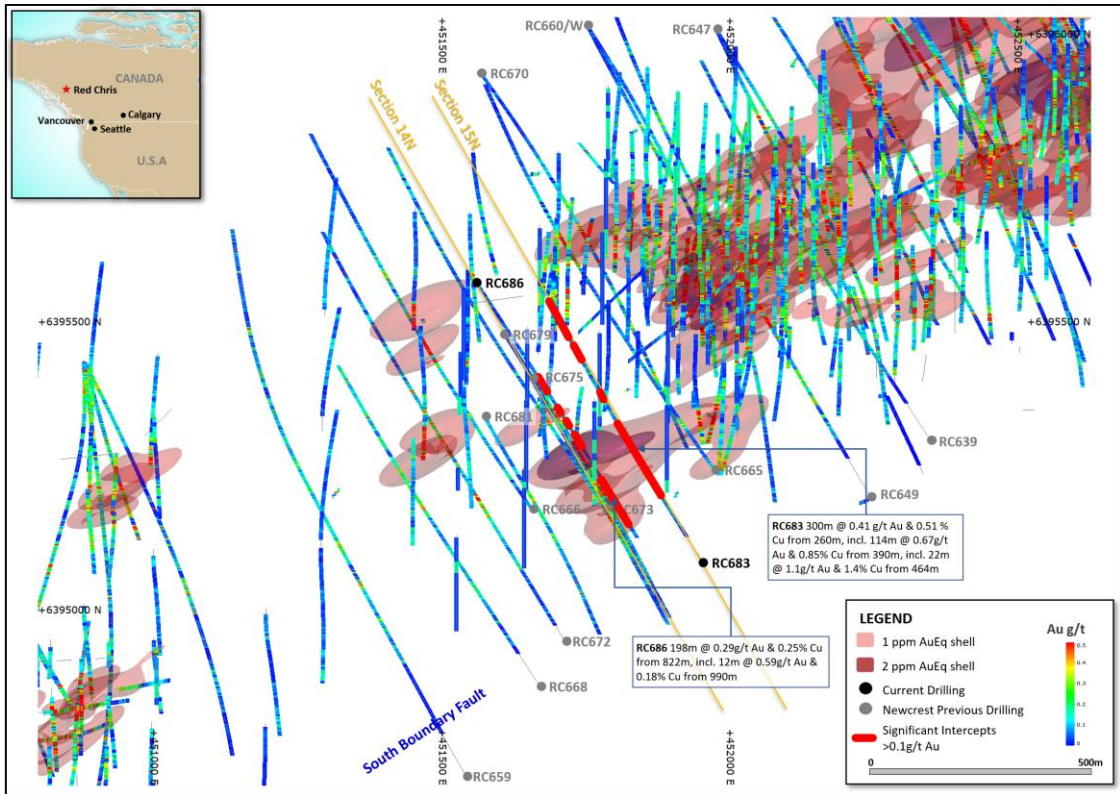 CANADA
Red Chris
Vancouver
Calgary
Seattle
U.S.A
RC660/W
RC647
RC670
451500 E
452000 E
452500 E
+6396000 N
Section 14N
Section 15N
RC686
+6395500 N
+6395500 N
RC679
RC675
RC681
RC639
RC665
RC649
RC666
RC673
RC683 300m @ 0.41 g/t Au & 0.51 %
Cu from 260m, incl. 114m @ 0.67g/t
Au & 0.85% Cu from 390m, incl. 22m
@ 1.1g/t Au & 1.4% Cu from 464m
RC683
+6395000 N
RC672
RC686 198m @ 0.29g/t Au & 0.25% Cu
from 822m, incl. 12m @ 0.59g/t Au &
0.18% Cu from 990m
RC668
South Boundary Fault
RC659
451000 E
451500 E
452000 E
LEGEND
1 ppm AuEq shell
2 ppm AuEq shell
Current Drilling
Newcrest Previous Drilling
Significant Intercepts
>0.1g/t Au
Au g/t
0.5
0.4
0.3
0.2
0.1
0
0
500m